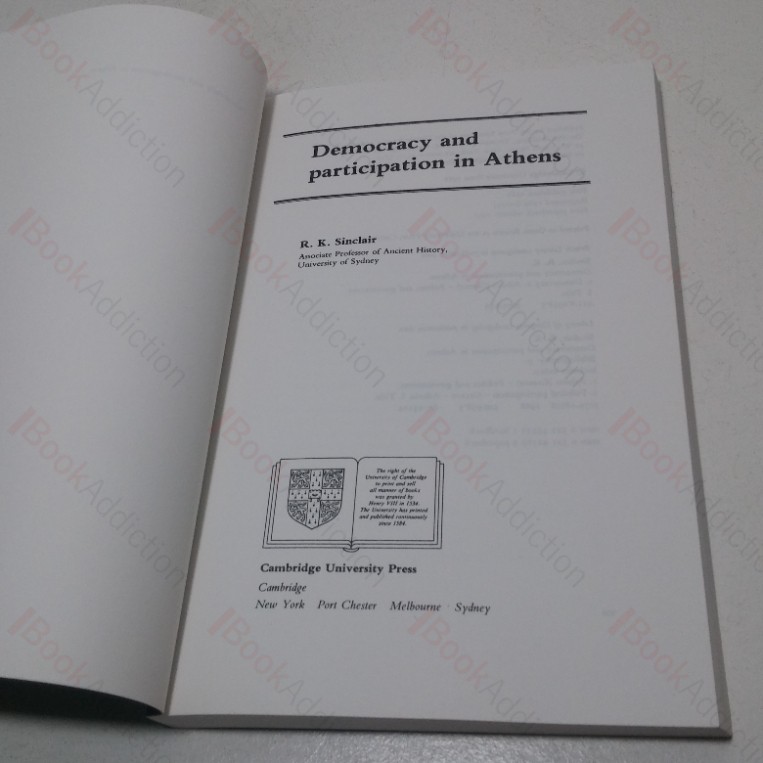 Democracy and
participation in Athens
R. K. Sinclair
Associate Professor of Ancient History,
University of Sydney
The right of the
University of Cambridge
to print and sell
all manner of books
was granted by
Henry VIII in 1534.
The University has printed
and published continuously
since 1584.
Cambridge University Press
Cambridge
New York Port Chester Melbourne Sydney
BookAddiction